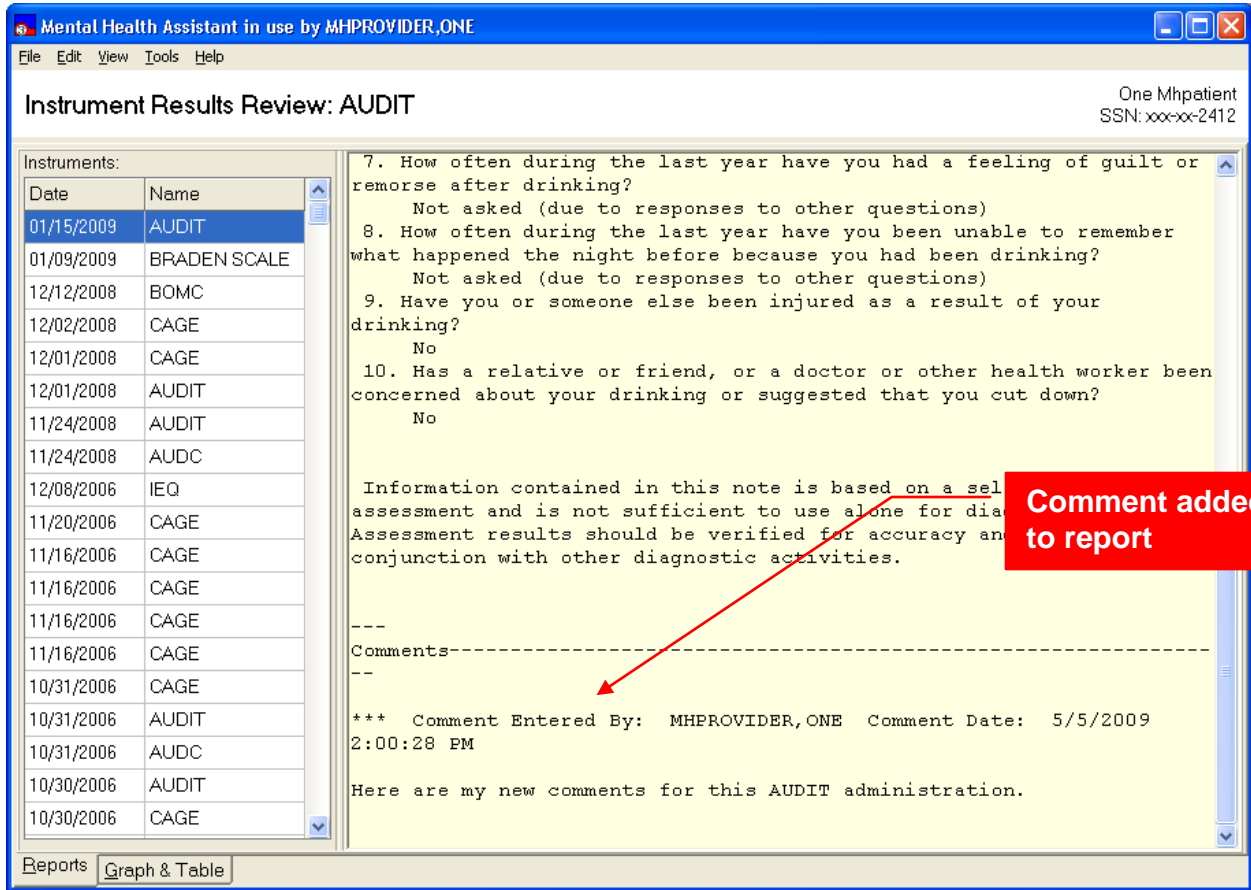 Mental Health Assistant in use by MHPROVIDER,ONE
File Edit View Tools Help
Instrument Results Review: AUDIT
One Mhpatient
SSN: xxx-xx-2412
Instruments:
Date Name
01/15/2009 AUDIT
01/09/2009 BRADEN SCALE
12/12/2008 BOMC
12/02/2008 CAGE
12/01/2008 CAGE
12/01/2008 AUDIT
11/24/2008 AUDIT
11/24/2008 AUDC
12/08/2006 IEQ
11/20/2006 CAGE
11/16/2006 CAGE
11/16/2006 CAGE
11/16/2006 CAGE
11/16/2006 CAGE
10/31/2006 CAGE
10/31/2006 AUDIT
10/31/2006 AUDC
10/30/2006 AUDIT
10/30/2006 CAGE
7. How often during the last year have you had a feeling of guilt or
remorse after drinking?
Not asked (due to responses to other questions)
8. How often during the last year have you been unable to remember
what happened the night before because you had been drinking?
Not asked (due to responses to other questions)
9. Have you or someone else been injured as a result of your
drinking?
No
10. Has a relative or friend, or a doctor or other health worker been
concerned about your drinking or suggested that you cut down?
No
Information contained in this note is based on a sel
assessment and is not sufficient to use alone for dia
Assessment results should be verified for accuracy an
conjunction with other diagnostic activities.
---
Comments---------------------------------------------------------------
--
*** Comment Entered By: MHPROVIDER,ONE Comment Date: 5/5/2009
2:00:28 PM
Here are my new comments for this AUDIT administration.
Comment added
to report
Reports Graph & Table